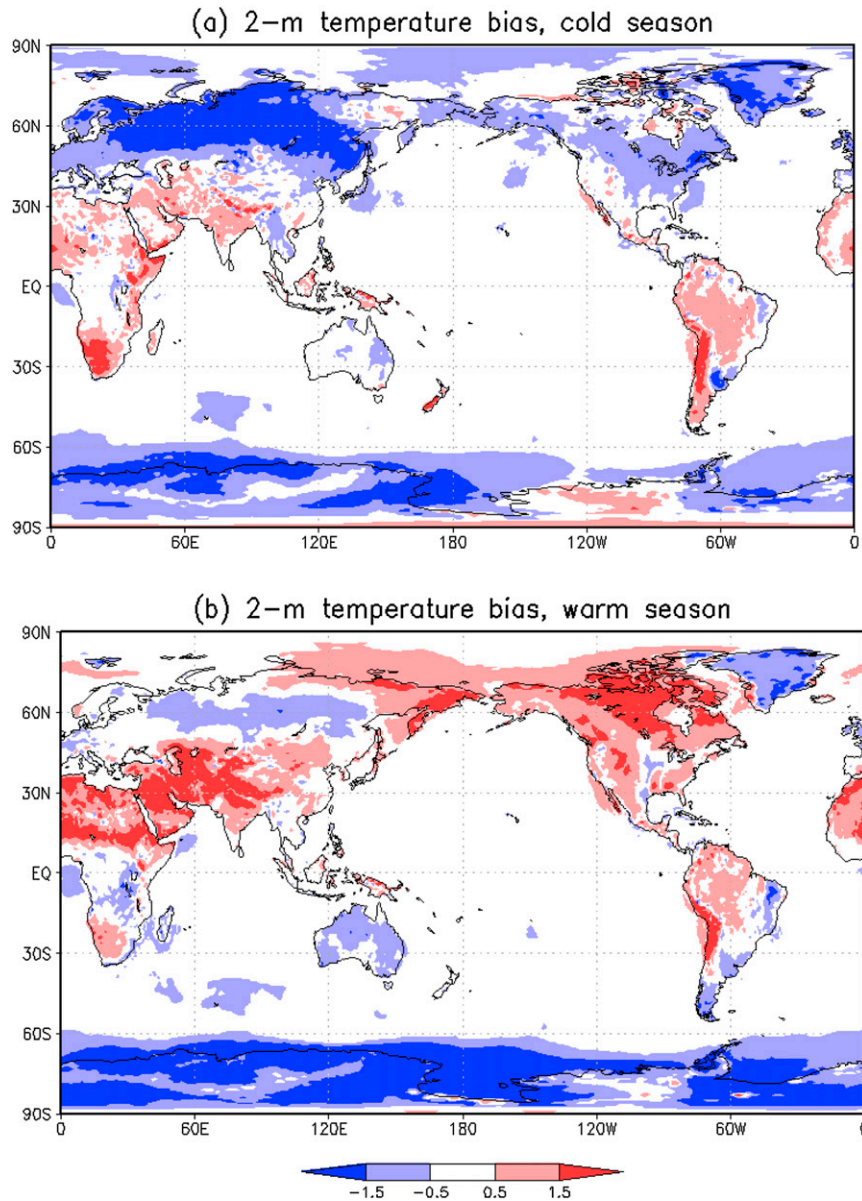 (a) 2-m temperature bias, cold season
90N
60N
30N
EQ
30S
60S
90S
0 60E 120E 180 120W 60W 0
(b) 2-m temperature bias, warm season
90N
60N
30N
EQ
30S
60S
90S
0 60E 120E 180 120W 60W 0
-1.5 -0.5 0.5 1.5